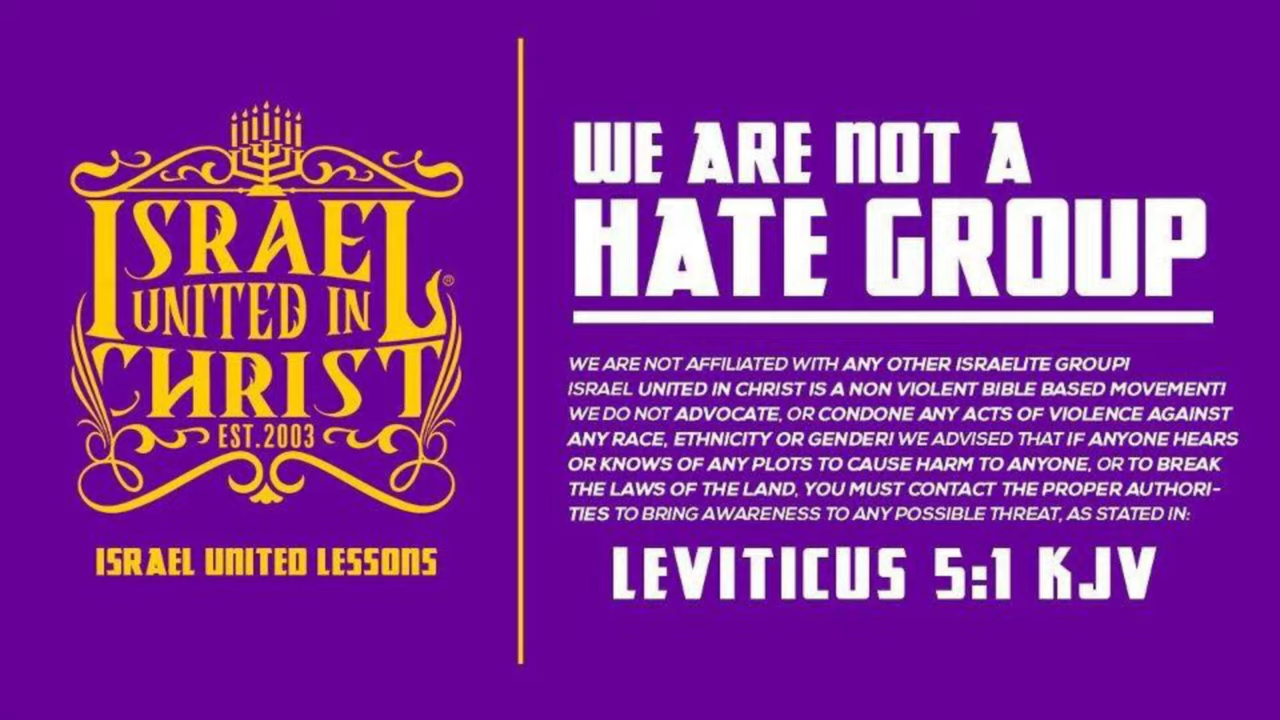 ISRAEL
UNITED IN
CHRIST
EST.2003
ISRAEL UNITED LESSONS
WE ARE NOT A
HATE GROUP
WE ARE NOT AFFILIATED WITH ANY OTHER ISRAELITE GROUP!
ISRAEL UNITED IN CHRIST IS A NON VIOLENT BIBLE BASED MOVEMENT!
WE DO NOT ADVOCATE, OR CONDONE ANY ACTS OF VIOLENCE AGAINST
ANY RACE, ETHNICITY OR GENDER! WE ADVISED THAT IF ANYONE HEARS
OR KNOWS OF ANY PLOTS TO CAUSE HARM TO ANYONE, OR TO BREAK
THE LAWS OF THE LAND, YOU MUST CONTACT THE PROPER AUTHORI-
TIES TO BRING AWARENESS TO ANY POSSIBLE THREAT, AS STATED IN:
LEVITICUS 5:1 KJV